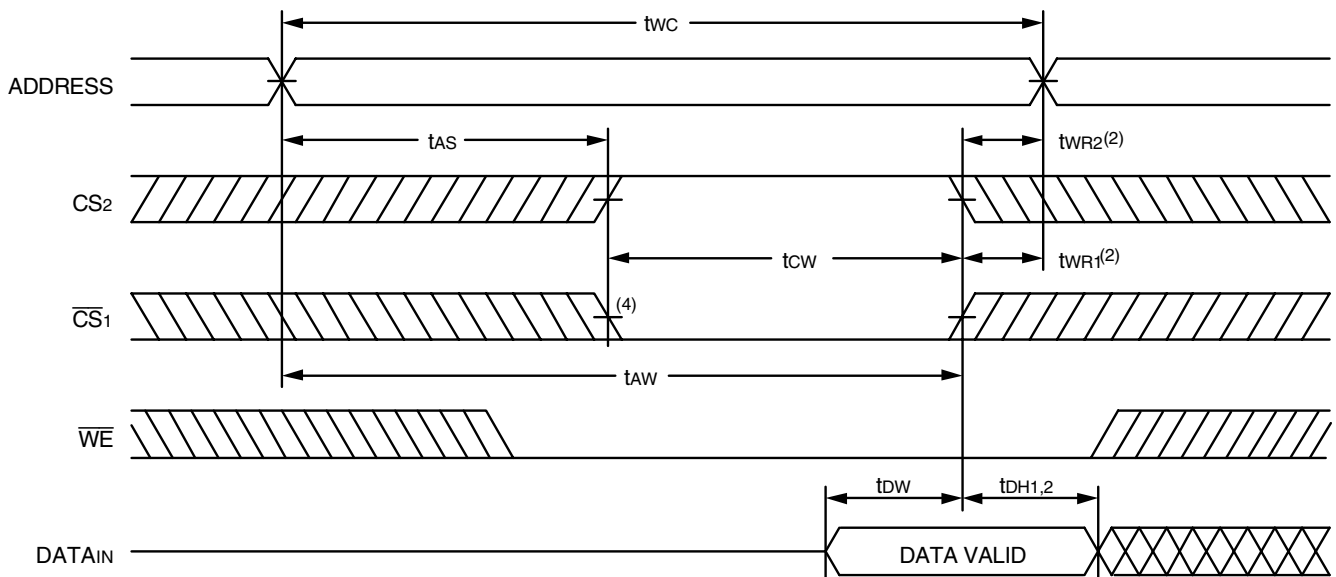 tWC
ADDRESS
tAS
tWR2(2)
CS2
tCW
tWR1(2)
CS1
(4)
tAW
WE
tDW
tDH1,2
DATAIN
DATA VALID